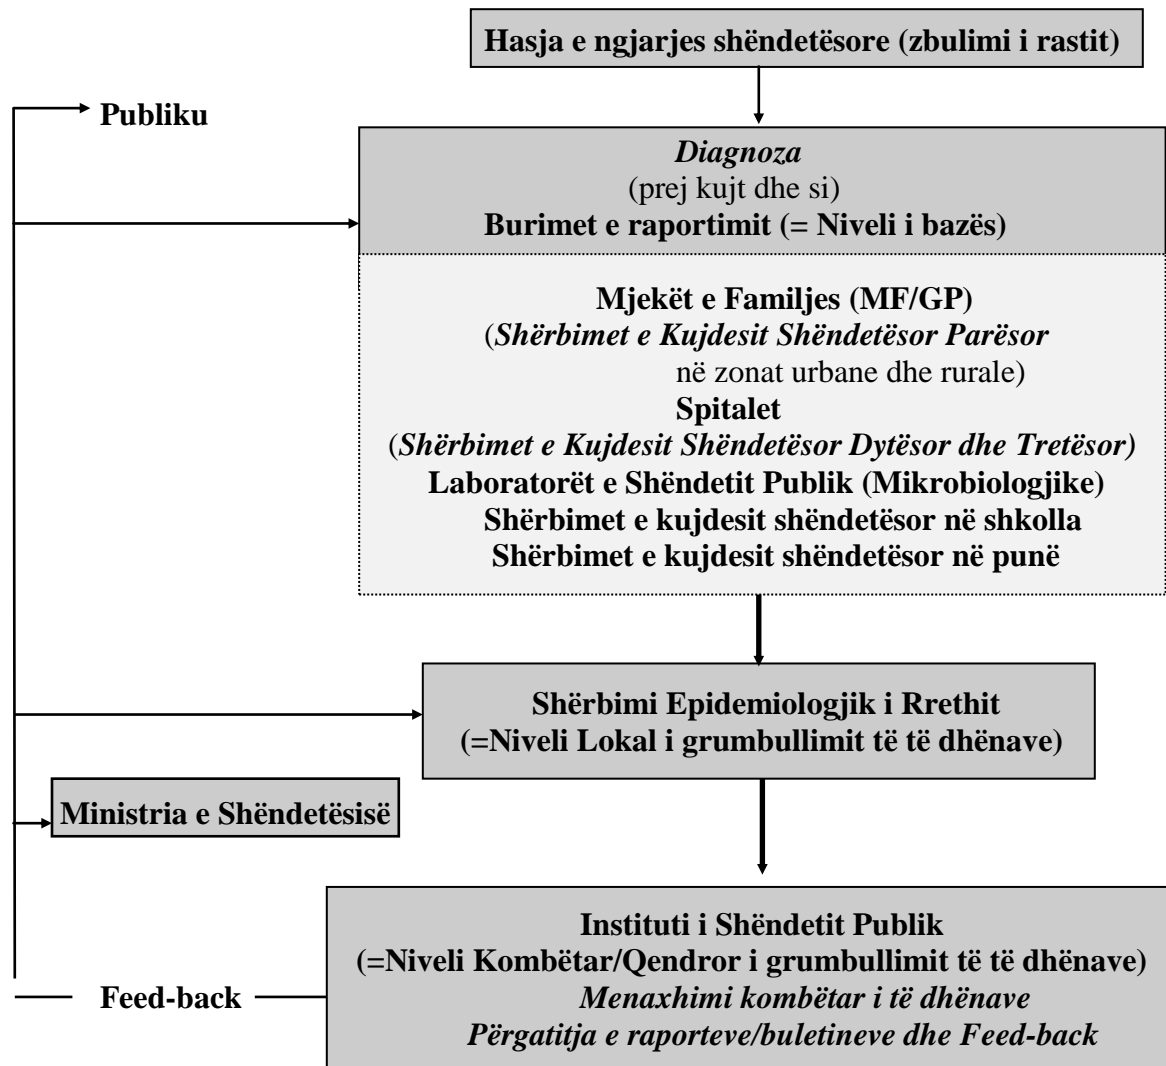 Hasja e ngjarjes shëndetësore (zbulimi i rastit)
Publiku
Diagnoza
(prej kujt dhe si)
Burimet e raportimit (= Niveli i bazës)
Mjekët e Familjes (MF/GP)
(Shërbimet e Kujdesit Shëndetësor Parësor
në zonat urbane dhe rurale)
Spitalet
(Shërbimet e Kujdesit Shëndetësor Dytësor dhe Tretësor)
Laboratorët e Shëndetit Publik (Mikrobiologjike)
Shërbimet e kujdesit shëndetësor në shkolla
Shërbimet e kujdesit shëndetësor në punë
Shërbimi Epidemiologjik i Rrethit
(=Niveli Lokal i grumbullimit të të dhënave)
Ministria e Shëndetësisë
Instituti i Shëndetit Publik
(=Niveli Kombëtar/Qendror i grumbullimit të të dhënave)
Feed-back
Menaxhimi kombëtar i të dhënave
Përgatitja e raporteve/buletineve dhe Feed-back